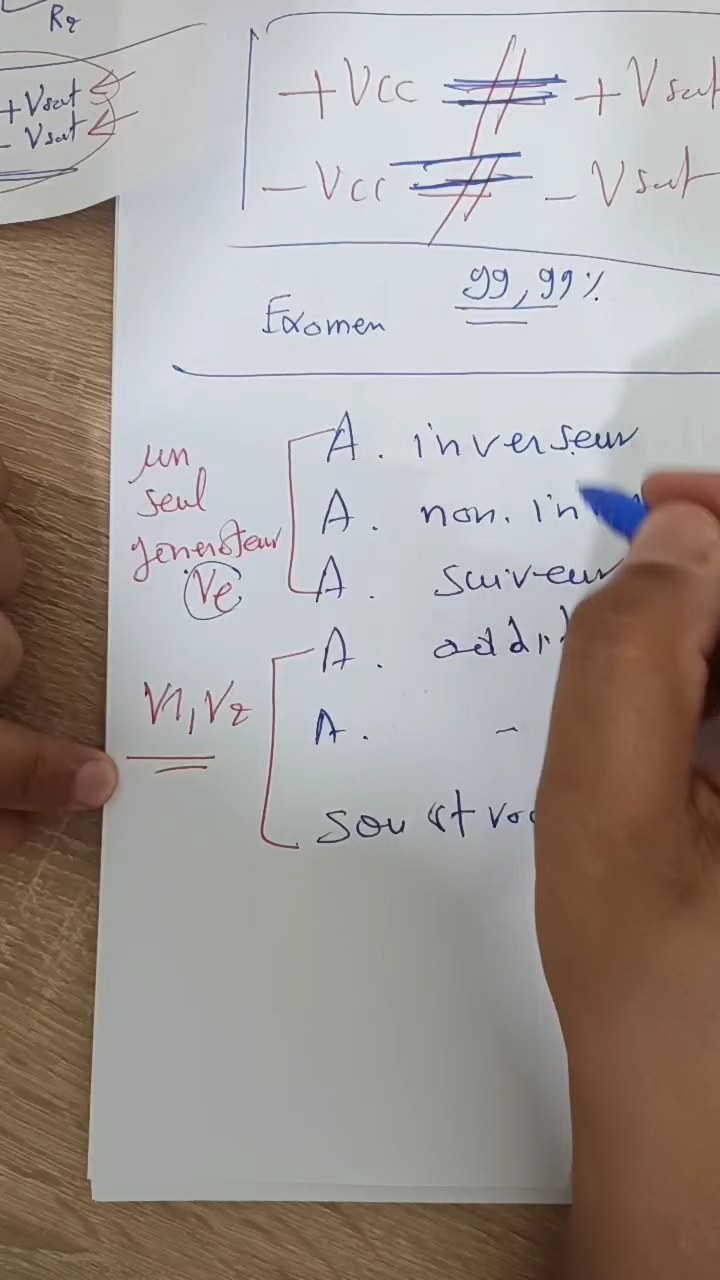 R2
+Vsat
- Vsat
+Vcc ≠ +Vsat
-Vcc ≠ -Vsat
Examen 99,99%
un
seul
generateur
Ve
A. inverseur
A. non. in
A. suiveur
A. addi
V1, V2
A. -